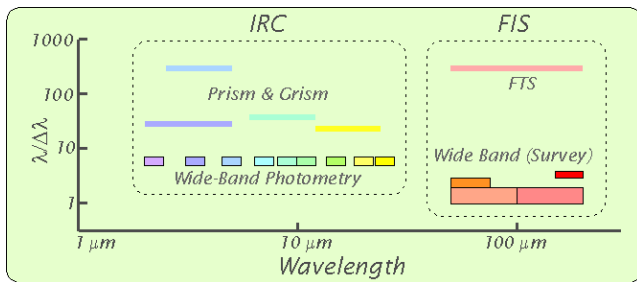 IRC
FIS
1000
100
10
1
λ/Δλ
Prism & Grism
FTS
Wide-Band Photometry
Wide Band (Survey)
1 μm
10 μm
100 μm
Wavelength